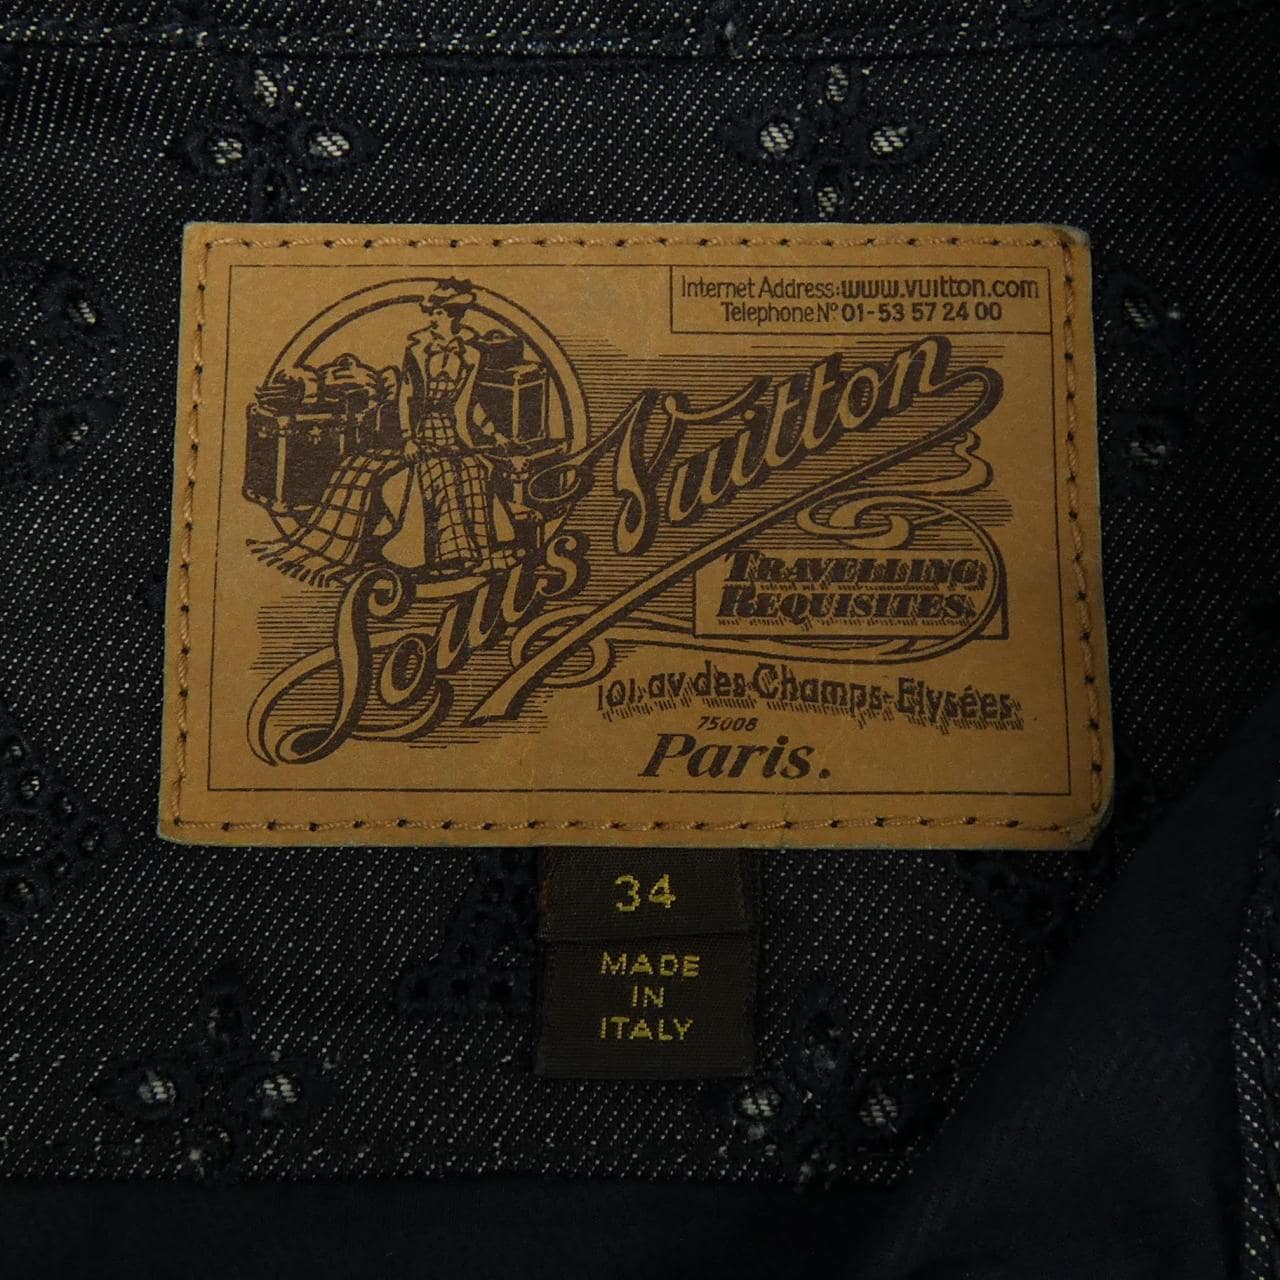 Internet Address: www.vuitton.com
Telephone Nº 01-53 57 24 00
Louis Vuitton
TRAVELLING
REQUISITES.
101, av des Champs-Elysées
75008
Paris.
34
MADE
IN
ITALY